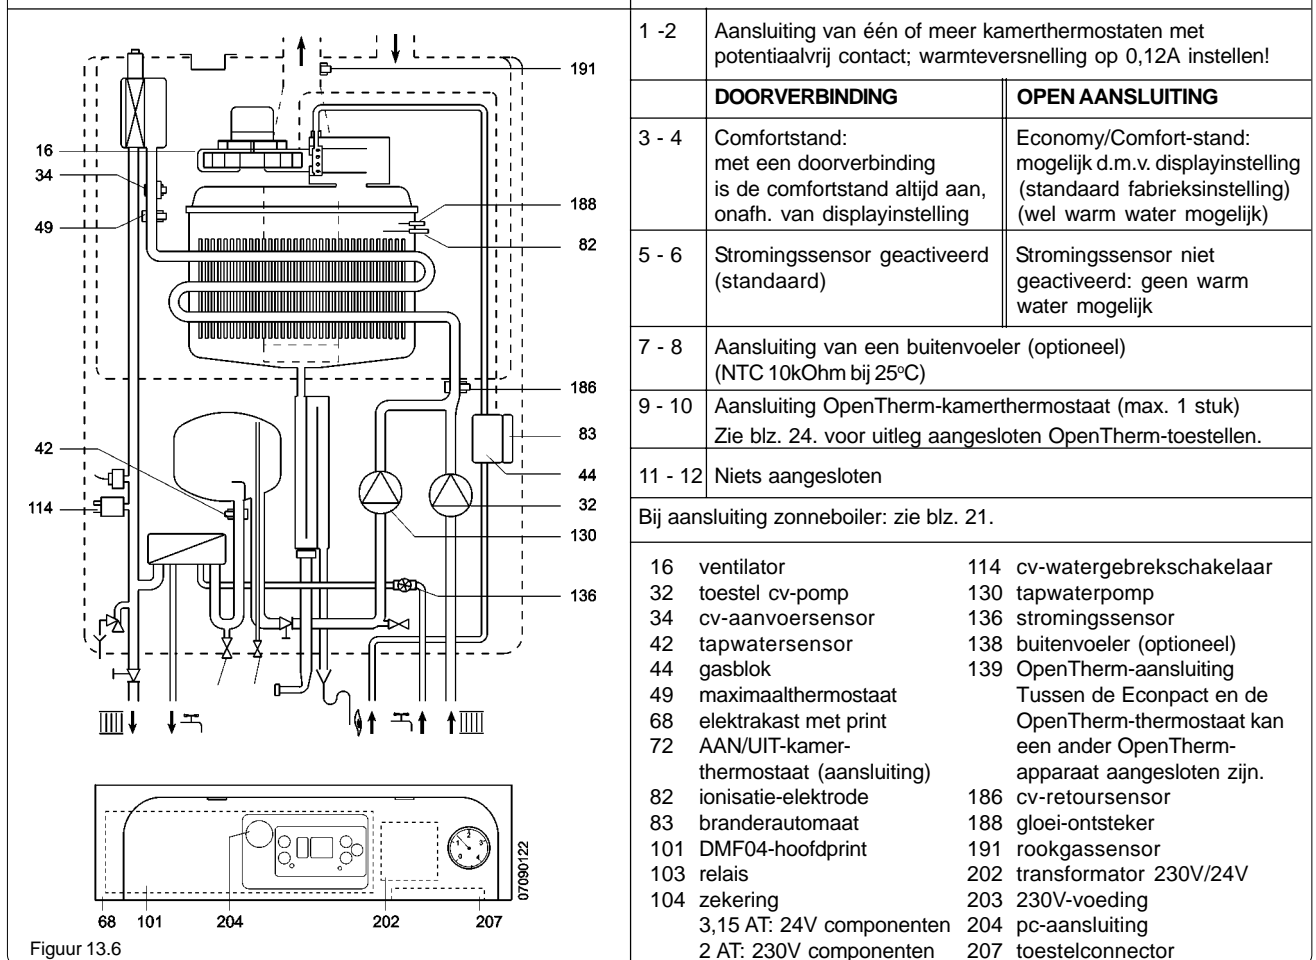 191
16
34
49
188
82
186
83
42
44
114
32
130
136
07090122
68 101 204 202 207
Figuur 13.6
1 -2 Aansluiting van één of meer kamerthermostaten met
potentiaalvrij contact; warmteversnelling op 0,12A instellen!
DOORVERBINDING OPEN AANSLUITING
3 - 4 Comfortstand: Economy/Comfort-stand:
met een doorverbinding mogelijk d.m.v. displayinstelling
is de comfortstand altijd aan, (standaard fabrieksinstelling)
onafh. van displayinstelling (wel warm water mogelijk)
5 - 6 Stromingssensor geactiveerd Stromingssensor niet
(standaard) geactiveerd: geen warm
water mogelijk
7 - 8 Aansluiting van een buitenvoeler (optioneel)
(NTC 10kOhm bij 25°C)
9 - 10 Aansluiting OpenTherm-kamerthermostaat (max. 1 stuk)
Zie blz. 24. voor uitleg aangesloten OpenTherm-toestellen.
11 - 12 Niets aangesloten
Bij aansluiting zonneboiler: zie blz. 21.
16 ventilator
32 toestel cv-pomp
34 cv-aanvoersensor
42 tapwatersensor
44 gasblok
49 maximaalthermostaat
68 elektrakast met print
72 AAN/UIT-kamer-
thermostaat (aansluiting)
82 ionisatie-elektrode
83 branderautomaat
101 DMF04-hoofdprint
103 relais
104 zekering
3,15 AT: 24V componenten
2 AT: 230V componenten
114 cv-watergebrekschakelaar
130 tapwaterpomp
136 stromingssensor
138 buitenvoeler (optioneel)
139 OpenTherm-aansluiting
Tussen de Econpact en de
OpenTherm-thermostaat kan
een ander OpenTherm-
apparaat aangesloten zijn.
186 cv-retoursensor
188 gloei-ontsteker
191 rookgassensor
202 transformator 230V/24V
203 230V-voeding
204 pc-aansluiting
207 toestelconnector